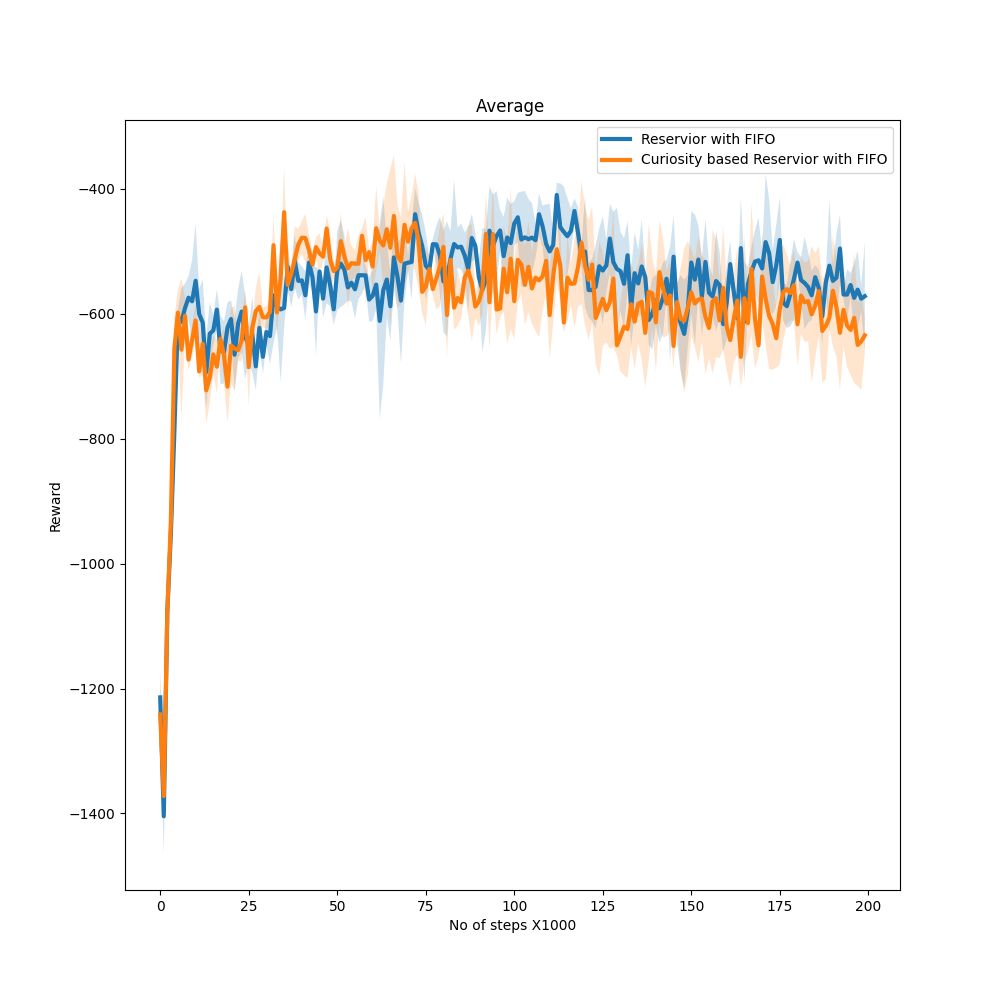 Average
Reservior with FIFO
Curiosity based Reservior with FIFO
−400
−600
−800
−1000
−1200
−1400
Reward
0 25 50 75 100 125 150 175 200
No of steps X1000